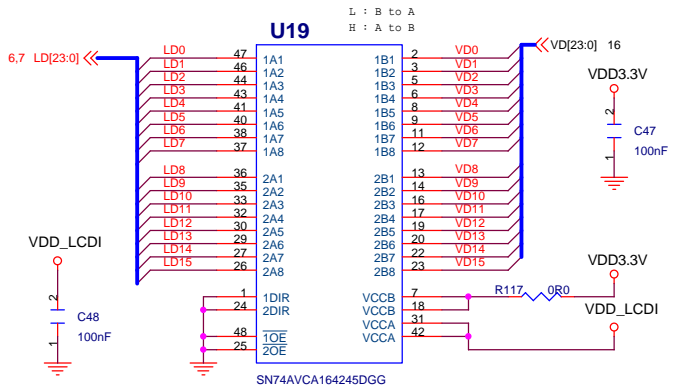 L : B to A
H : A to B
U19
6,7 LD[23:0]
VD[23:0] 16
LD0 47 1A1 1B1 2 VD0
LD1 46 1A2 1B2 3 VD1
LD2 44 1A3 1B3 5 VD2
LD3 43 1A4 1B4 6 VD3
LD4 41 1A5 1B5 8 VD4
LD5 40 1A6 1B6 9 VD5
LD6 38 1A7 1B7 11 VD6
LD7 37 1A8 1B8 12 VD7
LD8 36 2A1 2B1 13 VD8
LD9 35 2A2 2B2 14 VD9
LD10 33 2A3 2B3 16 VD10
LD11 32 2A4 2B4 17 VD11
LD12 30 2A5 2B5 19 VD12
LD13 29 2A6 2B6 20 VD13
LD14 27 2A7 2B7 22 VD14
LD15 26 2A8 2B8 23 VD15
1 1DIR VCCB 7
24 2DIR VCCB 18
VCCA 31
48 1OE VCCA 42
25 2OE
R117 0R0
VDD3.3V
VDD_LCDI
SN74AVCA164245DGG
VDD3.3V
2
C47
100nF
1
VDD_LCDI
2
C48
100nF
1